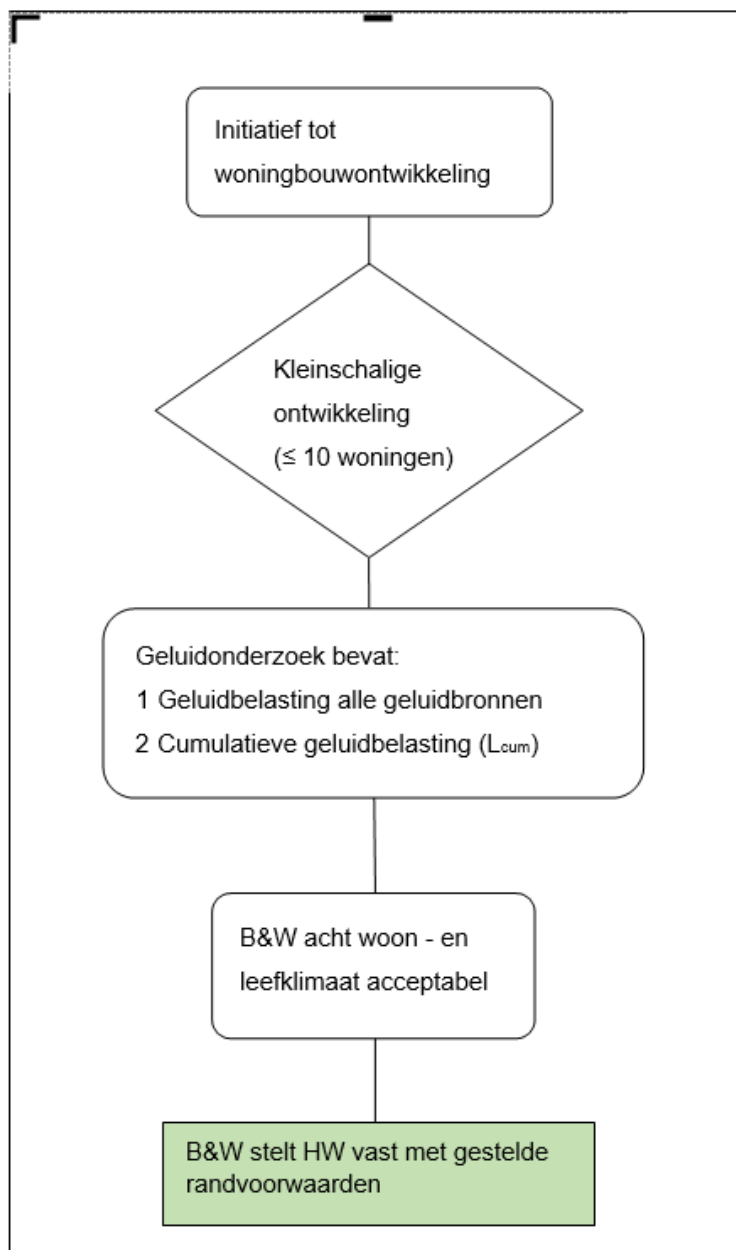 Initiatief tot
woningbouwontwikkeling
Kleinschalige
ontwikkeling
(≤ 10 woningen)
Geluidonderzoek bevat:
1 Geluidbelasting alle geluidbronnen
2 Cumulatieve geluidbelasting (Lcum)
B&W acht woon - en
leefklimaat acceptabel
B&W stelt HW vast met gestelde
randvoorwaarden